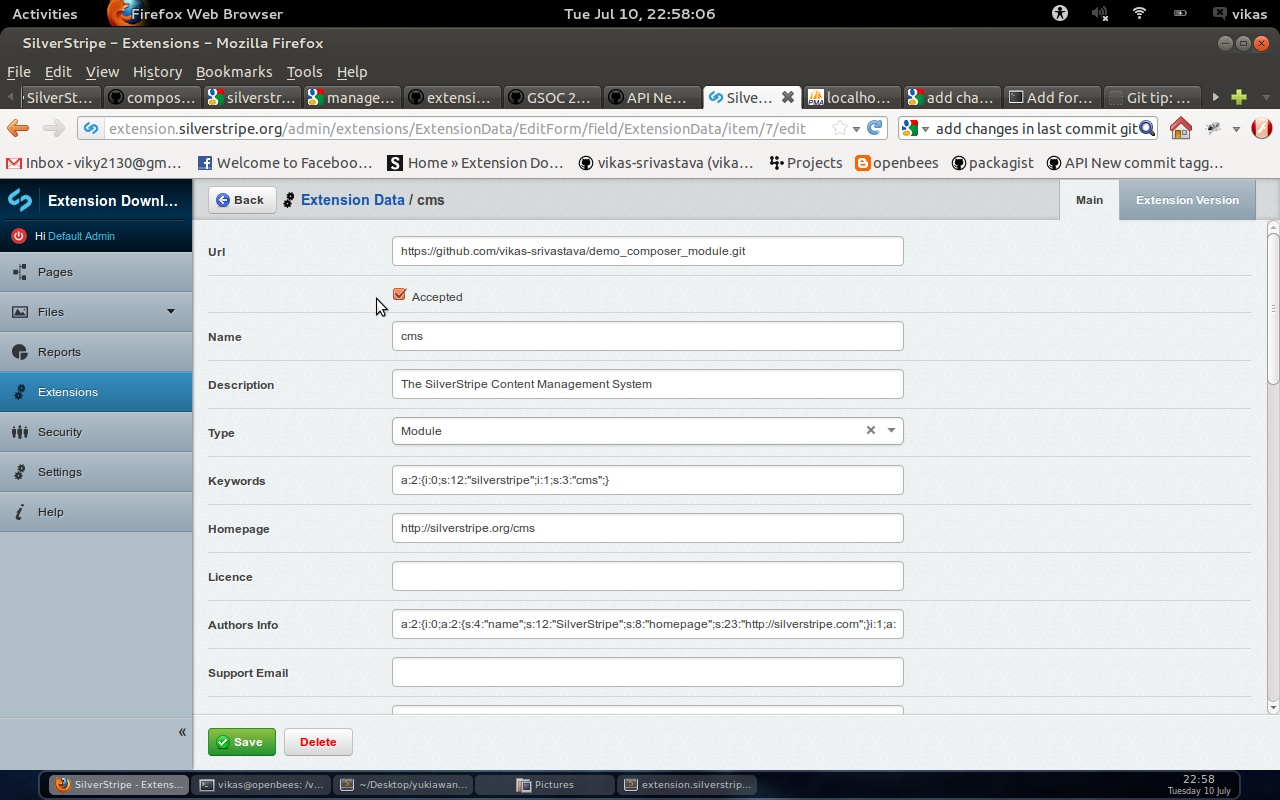 Activities Firefox Web Browser Tue Jul 10, 22:58:06 vikas
SilverStripe - Extensions - Mozilla Firefox
File Edit View History Bookmarks Tools Help
SilverSt... compos... silverstr... manage... extensi... GSOC 2... API Ne... Silve... localho... add cha... Add for... Git tip: ...
extension.silverstripe.org/admin/extensions/ExtensionData/EditForm/field/ExtensionData/item/7/edit add changes in last commit git
Inbox - viky2130@gm... Welcome to Faceboo... Home » Extension Do... vikas-srivastava (vika... Projects openbees packagist API New commit tagg...
Extension Downl... Back Extension Data / cms Main Extension Version
Hi Default Admin
Pages
Files
Reports
Extensions
Security
Settings
Help
«
Url https://github.com/vikas-srivastava/demo_composer_module.git
Accepted
Name cms
Description The SilverStripe Content Management System
Type Module
Keywords a:2:{i:0;s:12:"silverstripe";i:1;s:3:"cms";}
Homepage http://silverstripe.org/cms
Licence
Authors Info a:2:{i:0;a:2:{s:4:"name";s:12:"SilverStripe";s:8:"homepage";s:23:"http://silverstripe.com";}i:1;a:
Support Email
Save Delete
SilverStripe - Extens... vikas@openbees: /v... ~/Desktop/yukiawan... Pictures extension.silverstrip... 22:58
Tuesday 10 July